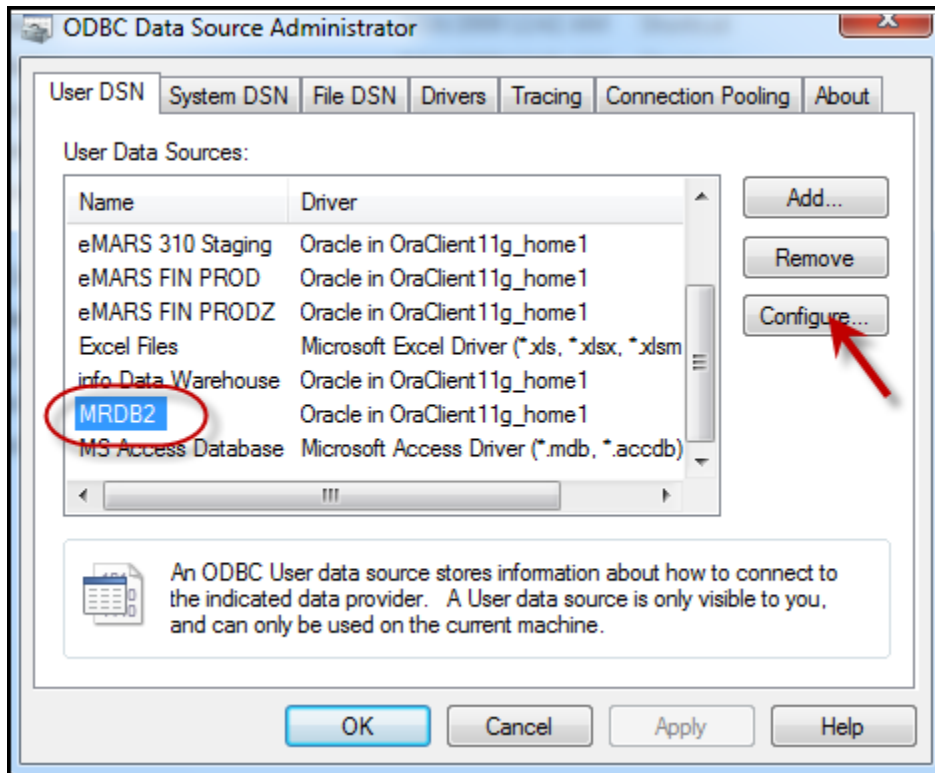 ODBC Data Source Administrator
User DSN System DSN File DSN Drivers Tracing Connection Pooling About
User Data Sources:
Name Driver
eMARS 310 Staging Oracle in OraClient11g_home1
eMARS FIN PROD Oracle in OraClient11g_home1
eMARS FIN PRODZ Oracle in OraClient11g_home1
Excel Files Microsoft Excel Driver (*.xls, *.xlsx, *.xlsm
info Data Warehouse Oracle in OraClient11g_home1
MRDB2 Oracle in OraClient11g_home1
MS Access Database Microsoft Access Driver (*.mdb, *.accdb)
Add...
Remove
Configure...
An ODBC User data source stores information about how to connect to
the indicated data provider. A User data source is only visible to you,
and can only be used on the current machine.
OK Cancel Apply Help